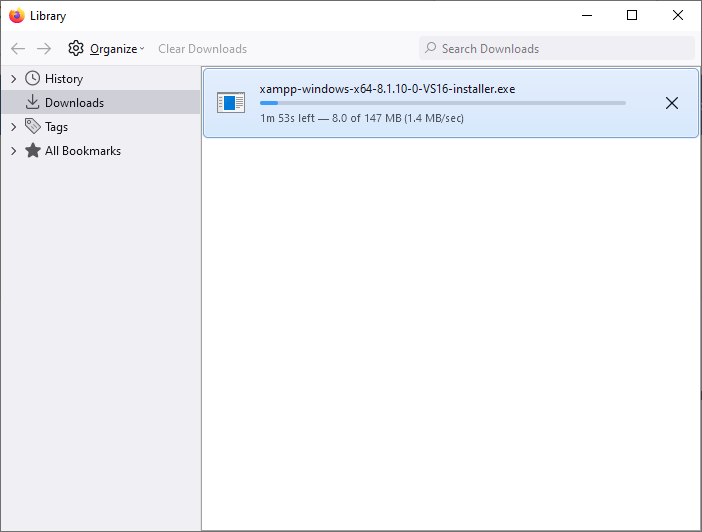 Library
Organize
Clear Downloads
Search Downloads
History
Downloads
Tags
All Bookmarks
xampp-windows-x64-8.1.10-0-VS16-installer.exe
1m 53s left — 8.0 of 147 MB (1.4 MB/sec)